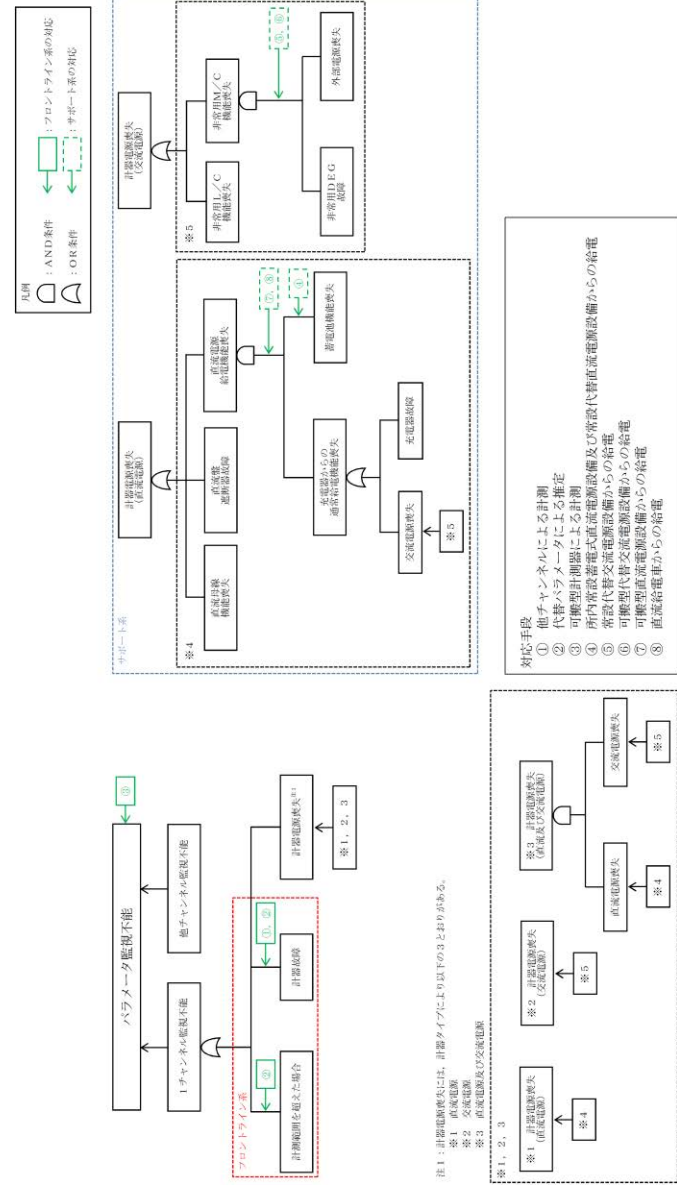 凡例
：AND条件
：OR条件
：フロントライン系の対応
：サポート系の対応
パラメータ監視不能
③
1チャンネル監視不能
他チャンネル監視不能
フロントライン系
②
①，②
計測範囲を超えた場合
計器故障
計器電源喪失※1
※1，2，3
注1：計器電源喪失には、計器タイプにより以下の3とおりがある。
※1 直流電源
※2 交流電源
※3 直流電源及び交流電源
※1，2，3
※1 計器電源喪失
（直流電源）
※4
※2 計器電源喪失
（交流電源）
※5
※3 計器電源喪失
（直流及び交流電源）
直流電源喪失
交流電源喪失
※4
※5
サポート系
計器電源喪失
（直流電源）
※4
直流母線
機能喪失
直流盤
遮断器故障
直流電源
給電機能喪失
⑦，⑧
④
充電器からの
通常給電機能喪失
蓄電池機能喪失
交流電源喪失
充電器故障
※5
計器電源喪失
（交流電源）
※5
非常用L／C
機能喪失
非常用M／C
機能喪失
⑤，⑥
非常用DEG
故障
外部電源喪失
対応手段
① 他チャンネルによる計測
② 代替パラメータによる推定
③ 可搬型計測器による計測
④ 所内常設蓄電式直流電源設備及び常設代替直流電源設備からの給電
⑤ 常設代替交流電源設備からの給電
⑥ 可搬型代替交流電源設備からの給電
⑦ 可搬型直流電源設備からの給電
⑧ 直流給電車からの給電